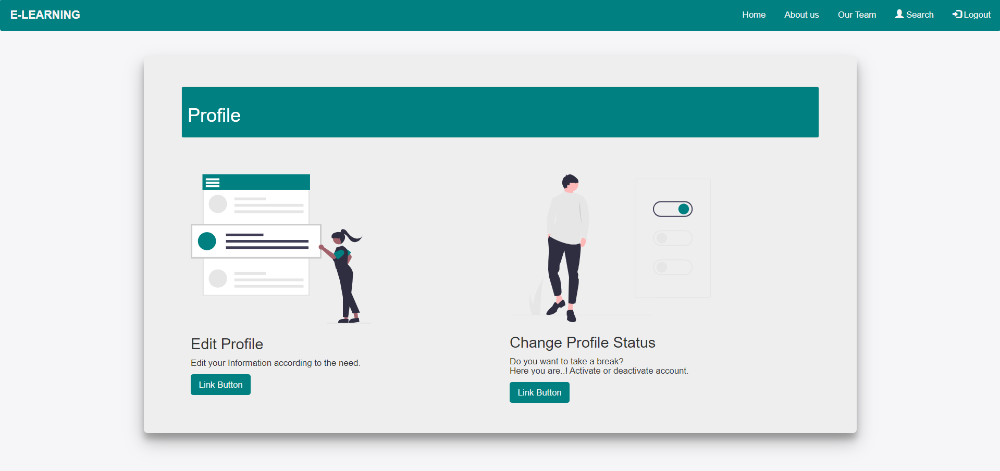 E-LEARNING
Home
About us
Our Team
Search
Logout
Profile
Edit Profile
Edit your Information according to the need.
Link Button
Change Profile Status
Do you want to take a break?
Here you are..! Activate or deactivate account.
Link Button